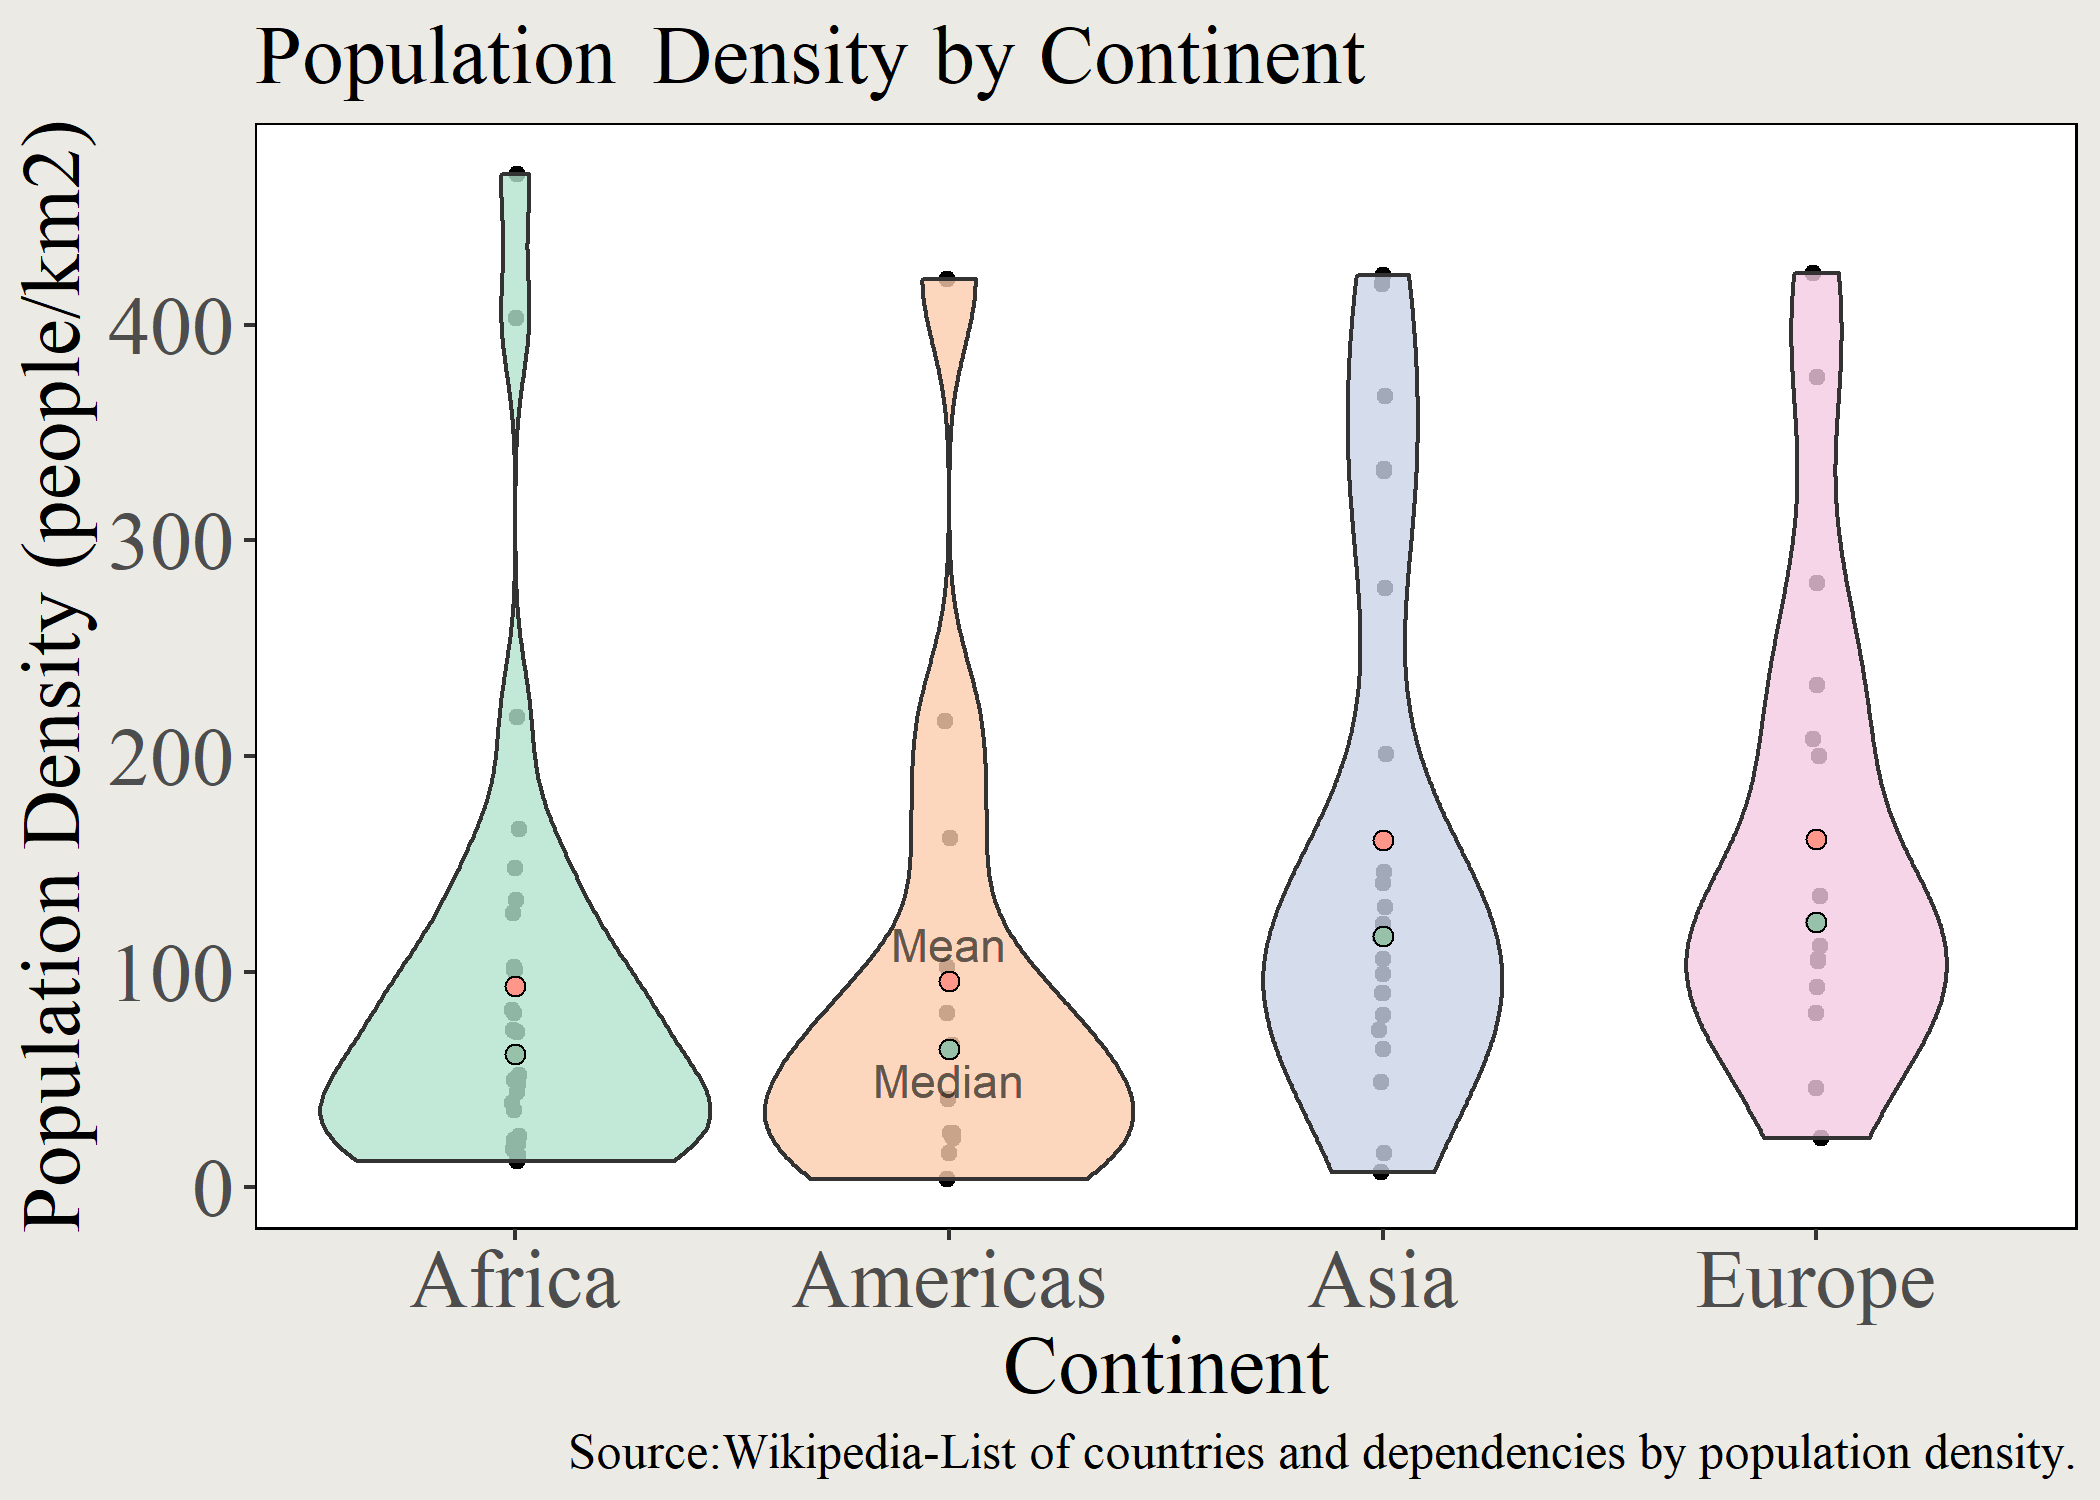 Population Density by Continent
Population Density (people/km2)
400
300
200
100
0
Mean
Median
Africa Americas Asia Europe
Continent
Source:Wikipedia-List of countries and dependencies by population density.